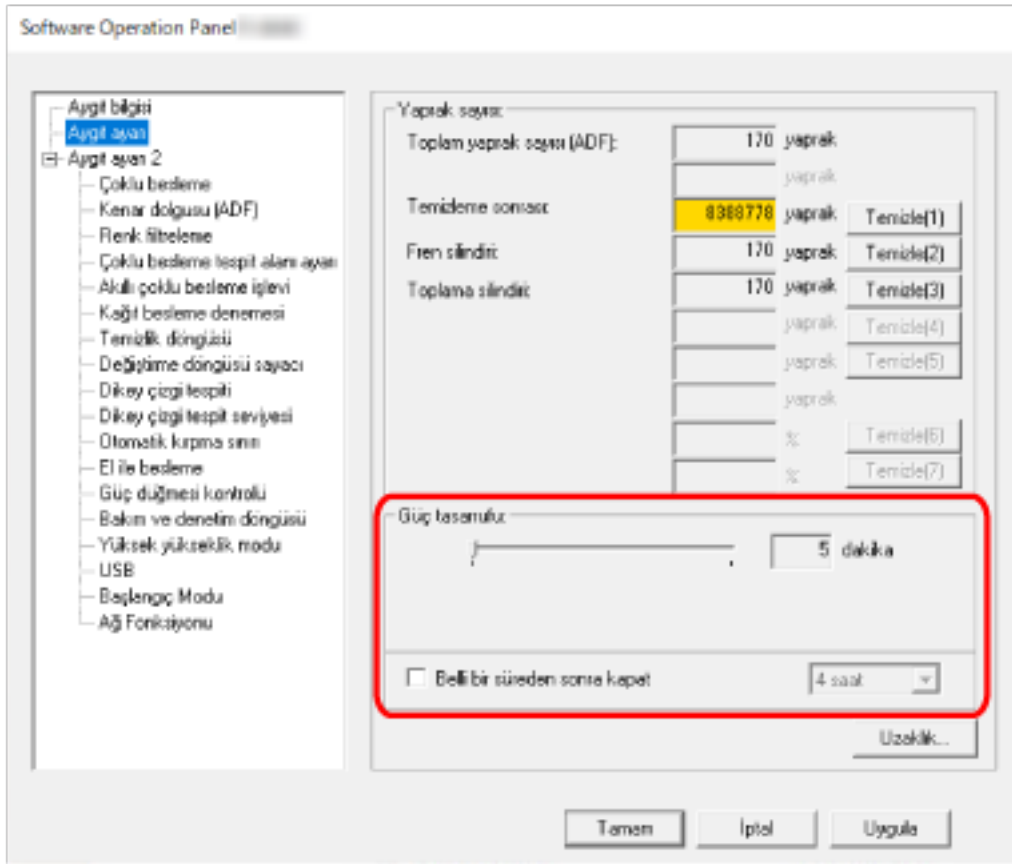 Software Operation Panel
Aygıt bilgisi
Aygıt ayarı
Aygıt ayarı 2
Çoklu besleme
Kenar dolgusu (ADF)
Renk filtreleme
Çoklu besleme tespit alanı ayarı
Akıllı çoklu besleme işlevi
Kağıt besleme denemesi
Temizlik döngüsü
Değiştirme döngüsü sayacı
Dikey çizgi tespiti
Dikey çizgi tespit seviyesi
Otomatik kırpma sınırı
El ile besleme
Güç düğmesi kontrolü
Bakım ve denetim döngüsü
Yüksek yükseklik modu
USB
Başlangıç Modu
Ağ Fonksiyonu
Yaprak sayısı:
Toplam yaprak sayısı (ADF): 170 yaprak
yaprak
Temizleme sonrası: 8388778 yaprak Temizle(1)
Fren silindiri: 170 yaprak Temizle(2)
Toplama silindiri: 170 yaprak Temizle(3)
yaprak Temizle(4)
yaprak Temizle(5)
yaprak
% Temizle(6)
% Temizle(7)
Güç tasarrufu:
5 dakika
Belli bir süreden sonra kapat 4 saat
Uzaklık...
Tamam İptal Uygula